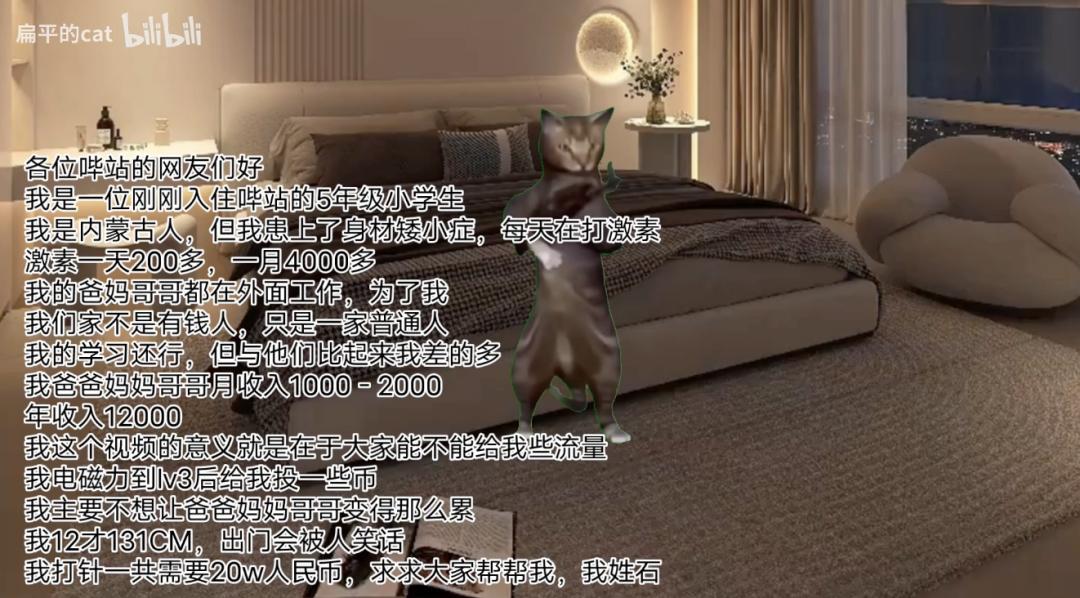 扁平的cat bilibili
各位哔站的网友们好
我是一位刚刚入住哔站的5年级小学生
我是内蒙古人，但我患上了身材矮小症，每天在打激素
激素一天200多，一月4000多
我的爸妈哥哥都在外面工作，为了我
我们家不是有钱人，只是一家普通人
我的学习还行，但与他们比起来我差的多
我爸爸妈妈哥哥月收入1000－2000
年收入12000
我这个视频的意义就是在于大家能不能给我些流量
我电磁力到lv3后给我投一些币
我主要不想让爸爸妈妈哥哥变得那么累
我12才131CM，出门会被人笑话
我打针一共需要20w人民币，求求大家帮帮我，我姓石